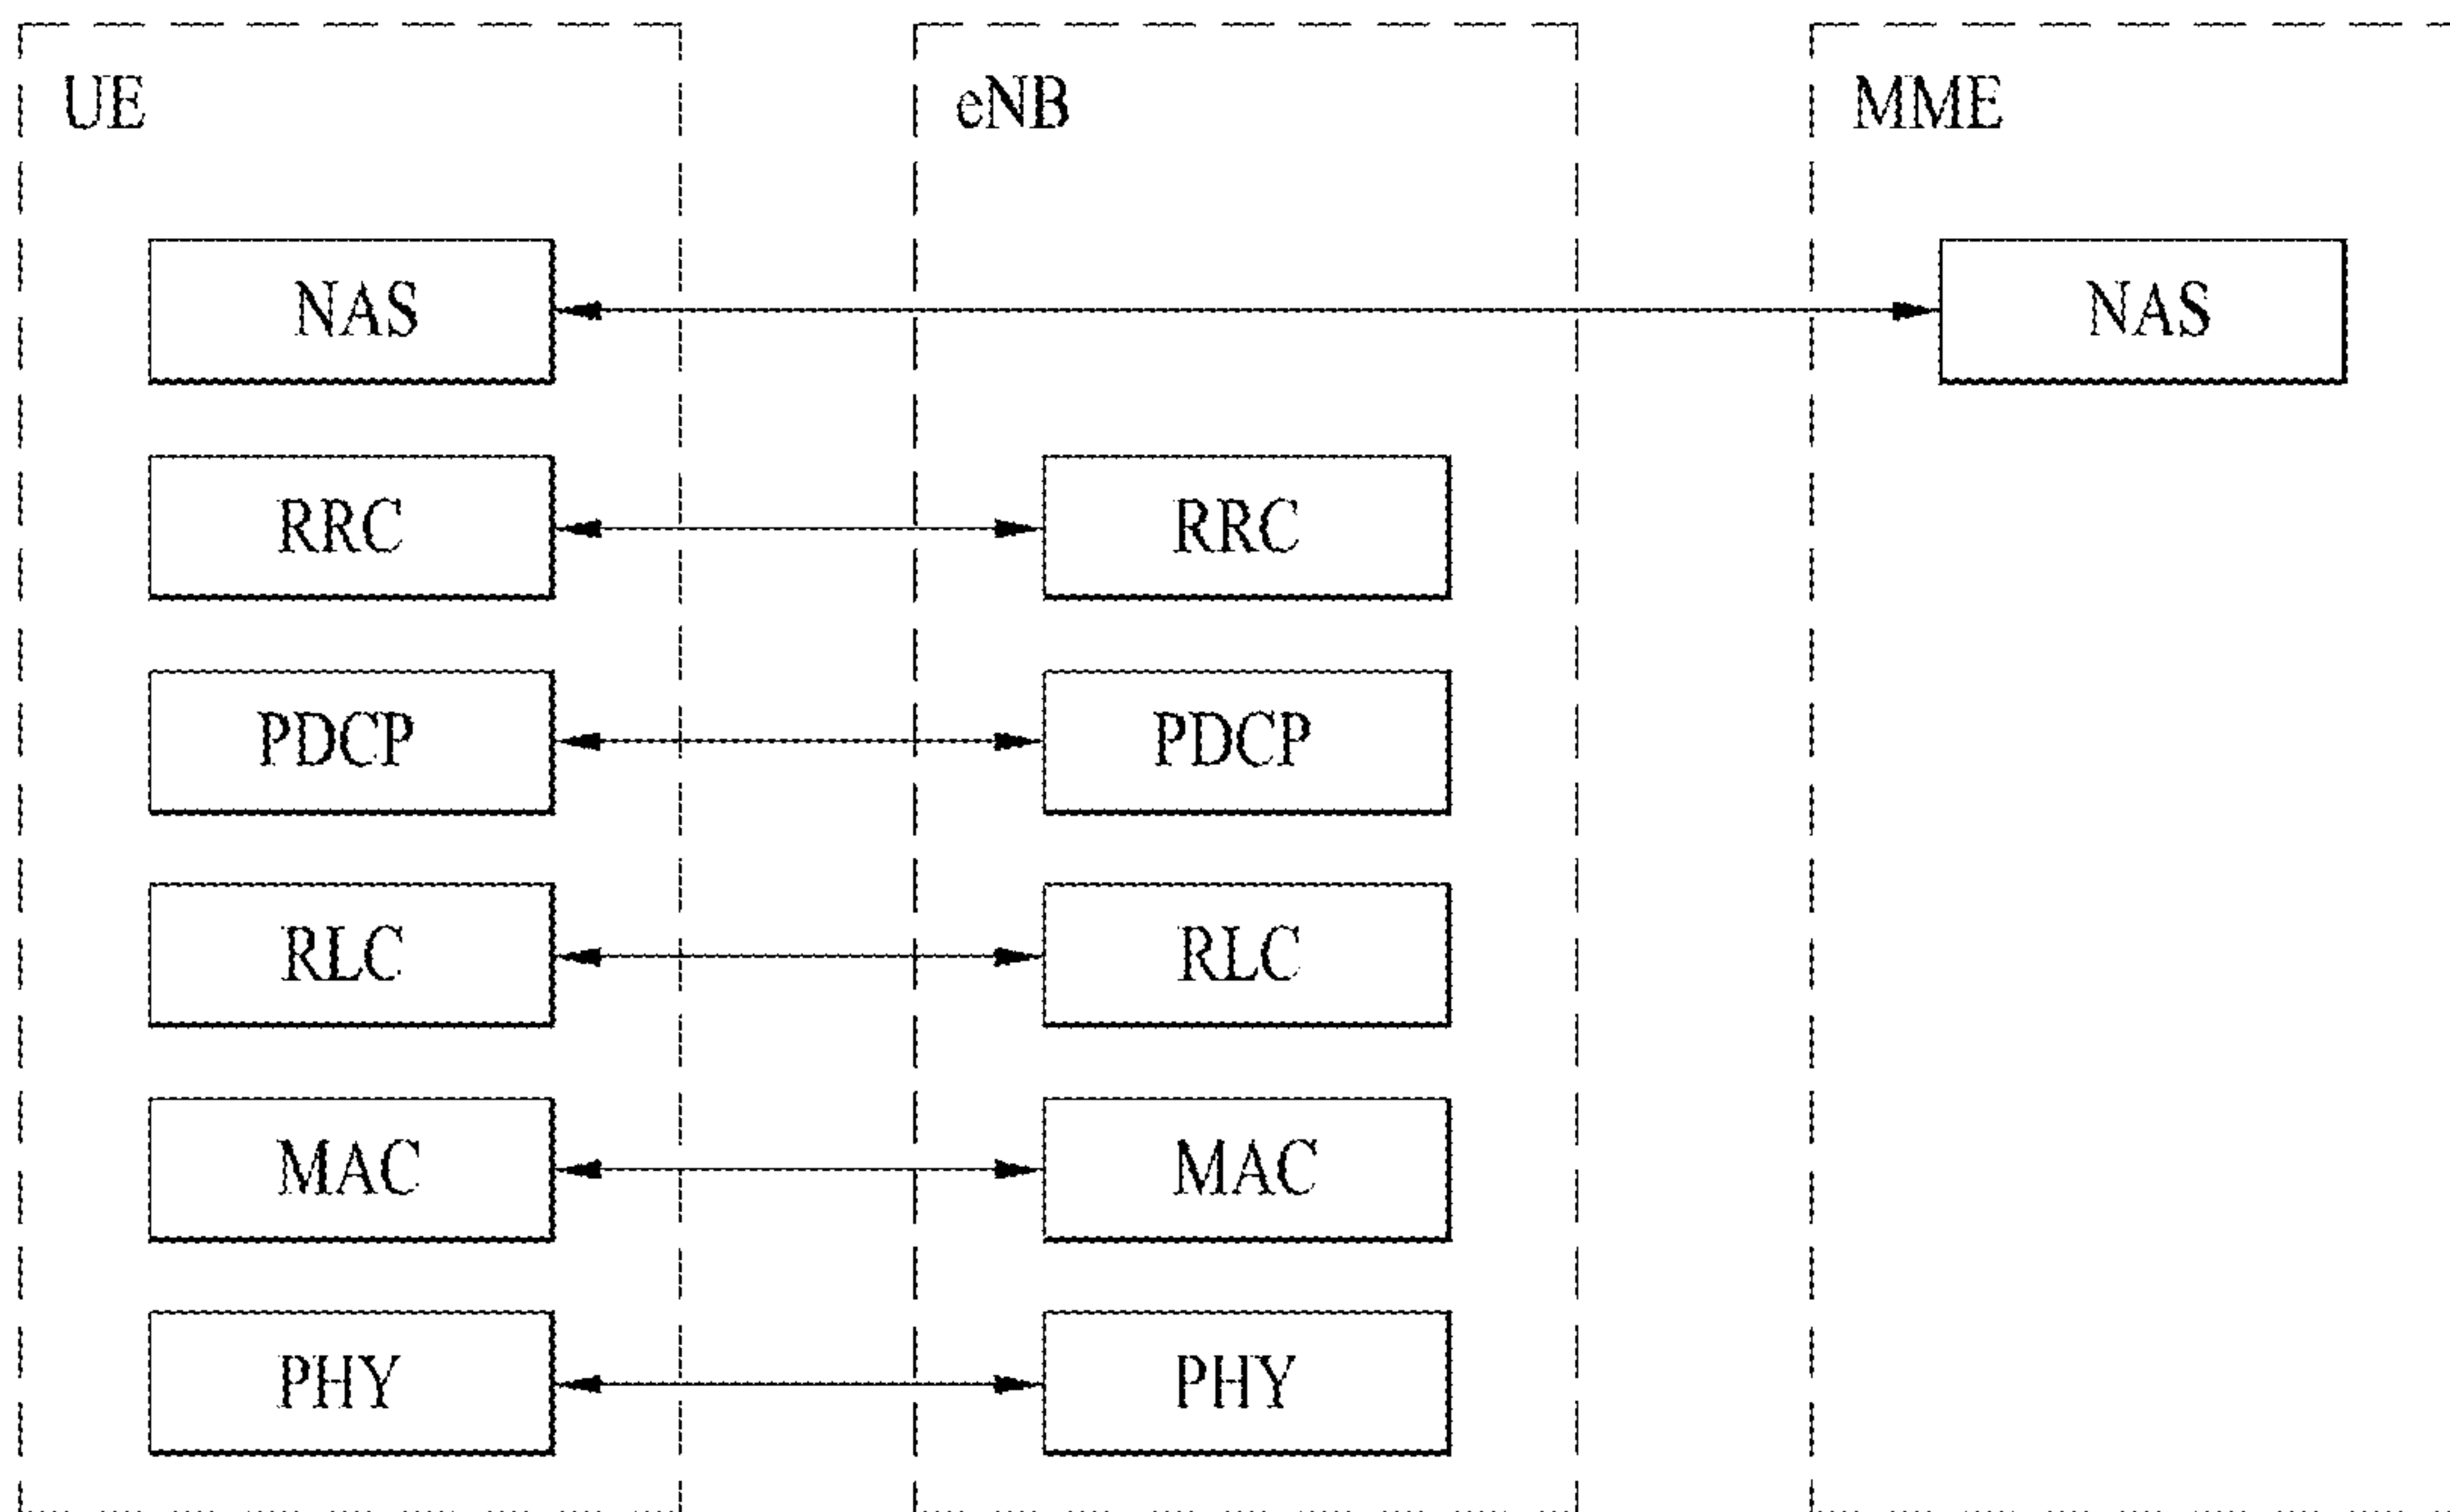 UE eNB MME
NAS NAS
RRC RRC
PDCP PDCP
RLC RLC
MAC MAC
PHY PHY